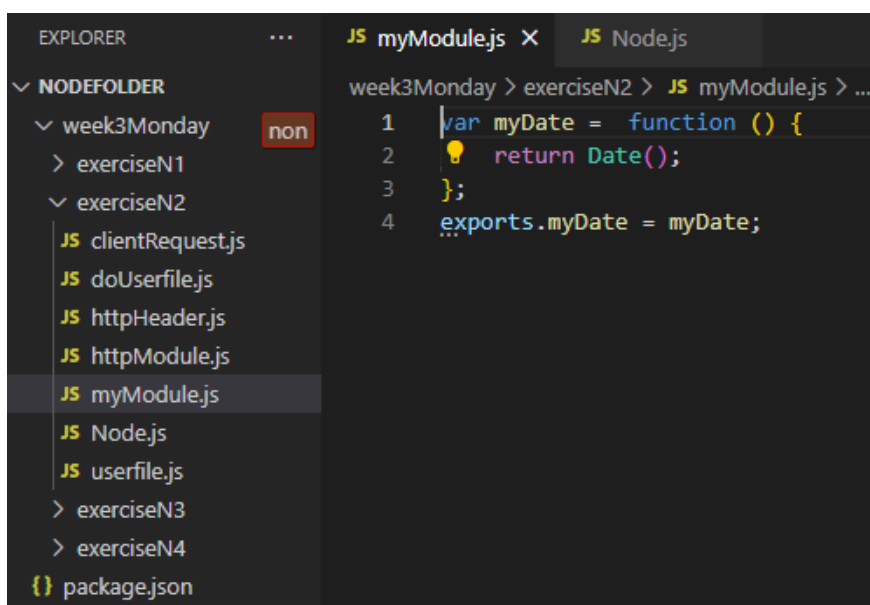 EXPLORER ...
NODEFOLDER
week3Monday non
exerciseN1
exerciseN2
JS clientRequest.js
JS doUserfile.js
JS httpHeader.js
JS httpModule.js
JS myModule.js
JS Node.js
JS userfile.js
exerciseN3
exerciseN4
{} package.json
JS myModule.js × JS Node.js
week3Monday > exerciseN2 > JS myModule.js > ...
1 var myDate =  function () {
2 return Date();
3 };
4 exports.myDate = myDate;